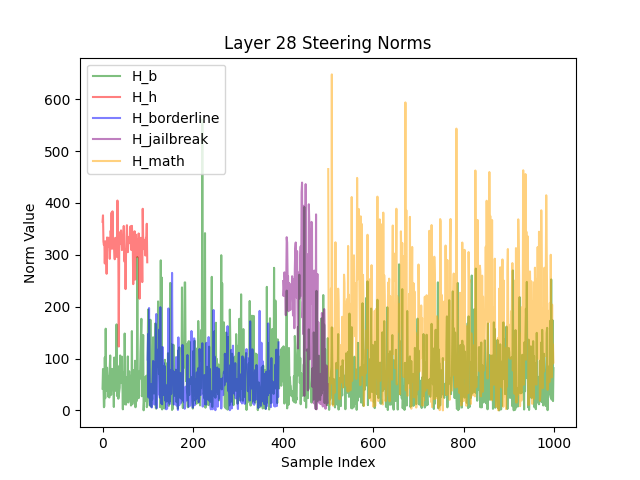 Layer 28 Steering Norms
H_b
H_h
H_borderline
H_jailbreak
H_math
Norm Value
600
500
400
300
200
100
0
0 200 400 600 800 1000
Sample Index